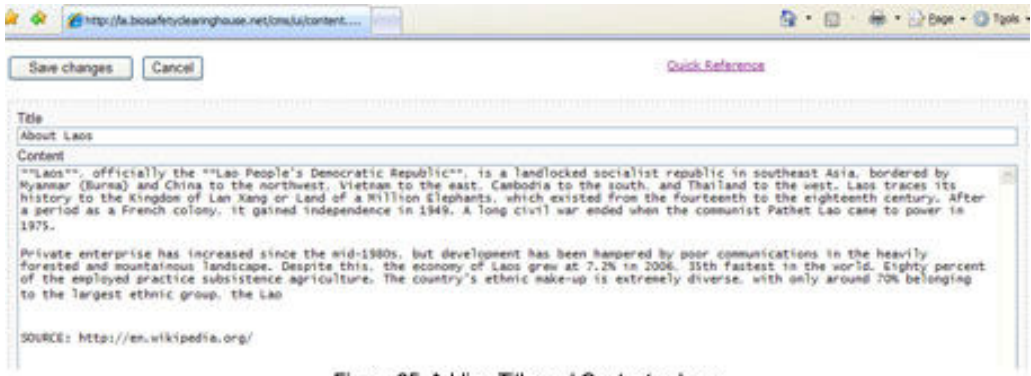 http://la.biosafetyclearinghouse.net/cms/ui/content....
Page
Tools
Save changes
Cancel
Quick Reference
Title
About Laos
Content
**Laos**, officially the **Lao People's Democratic Republic**, is a landlocked socialist republic in southeast Asia, bordered by
Myanmar (Burma) and China to the northwest, Vietnam to the east, Cambodia to the south, and Thailand to the west. Laos traces its
history to the Kingdom of Lan Xang or Land of a Million Elephants, which existed from the fourteenth to the eighteenth century. After
a period as a French colony, it gained independence in 1949. A long civil war ended when the communist Pathet Lao came to power in
1975.
Private enterprise has increased since the mid-1980s, but development has been hampered by poor communications in the heavily
forested and mountainous landscape. Despite this, the economy of Laos grew at 7.2% in 2006, 35th fastest in the world. Eighty percent
of the employed practice subsistence agriculture. The country's ethnic make-up is extremely diverse, with only around 70% belonging
to the largest ethnic group, the Lao
SOURCE: http://en.wikipedia.org/